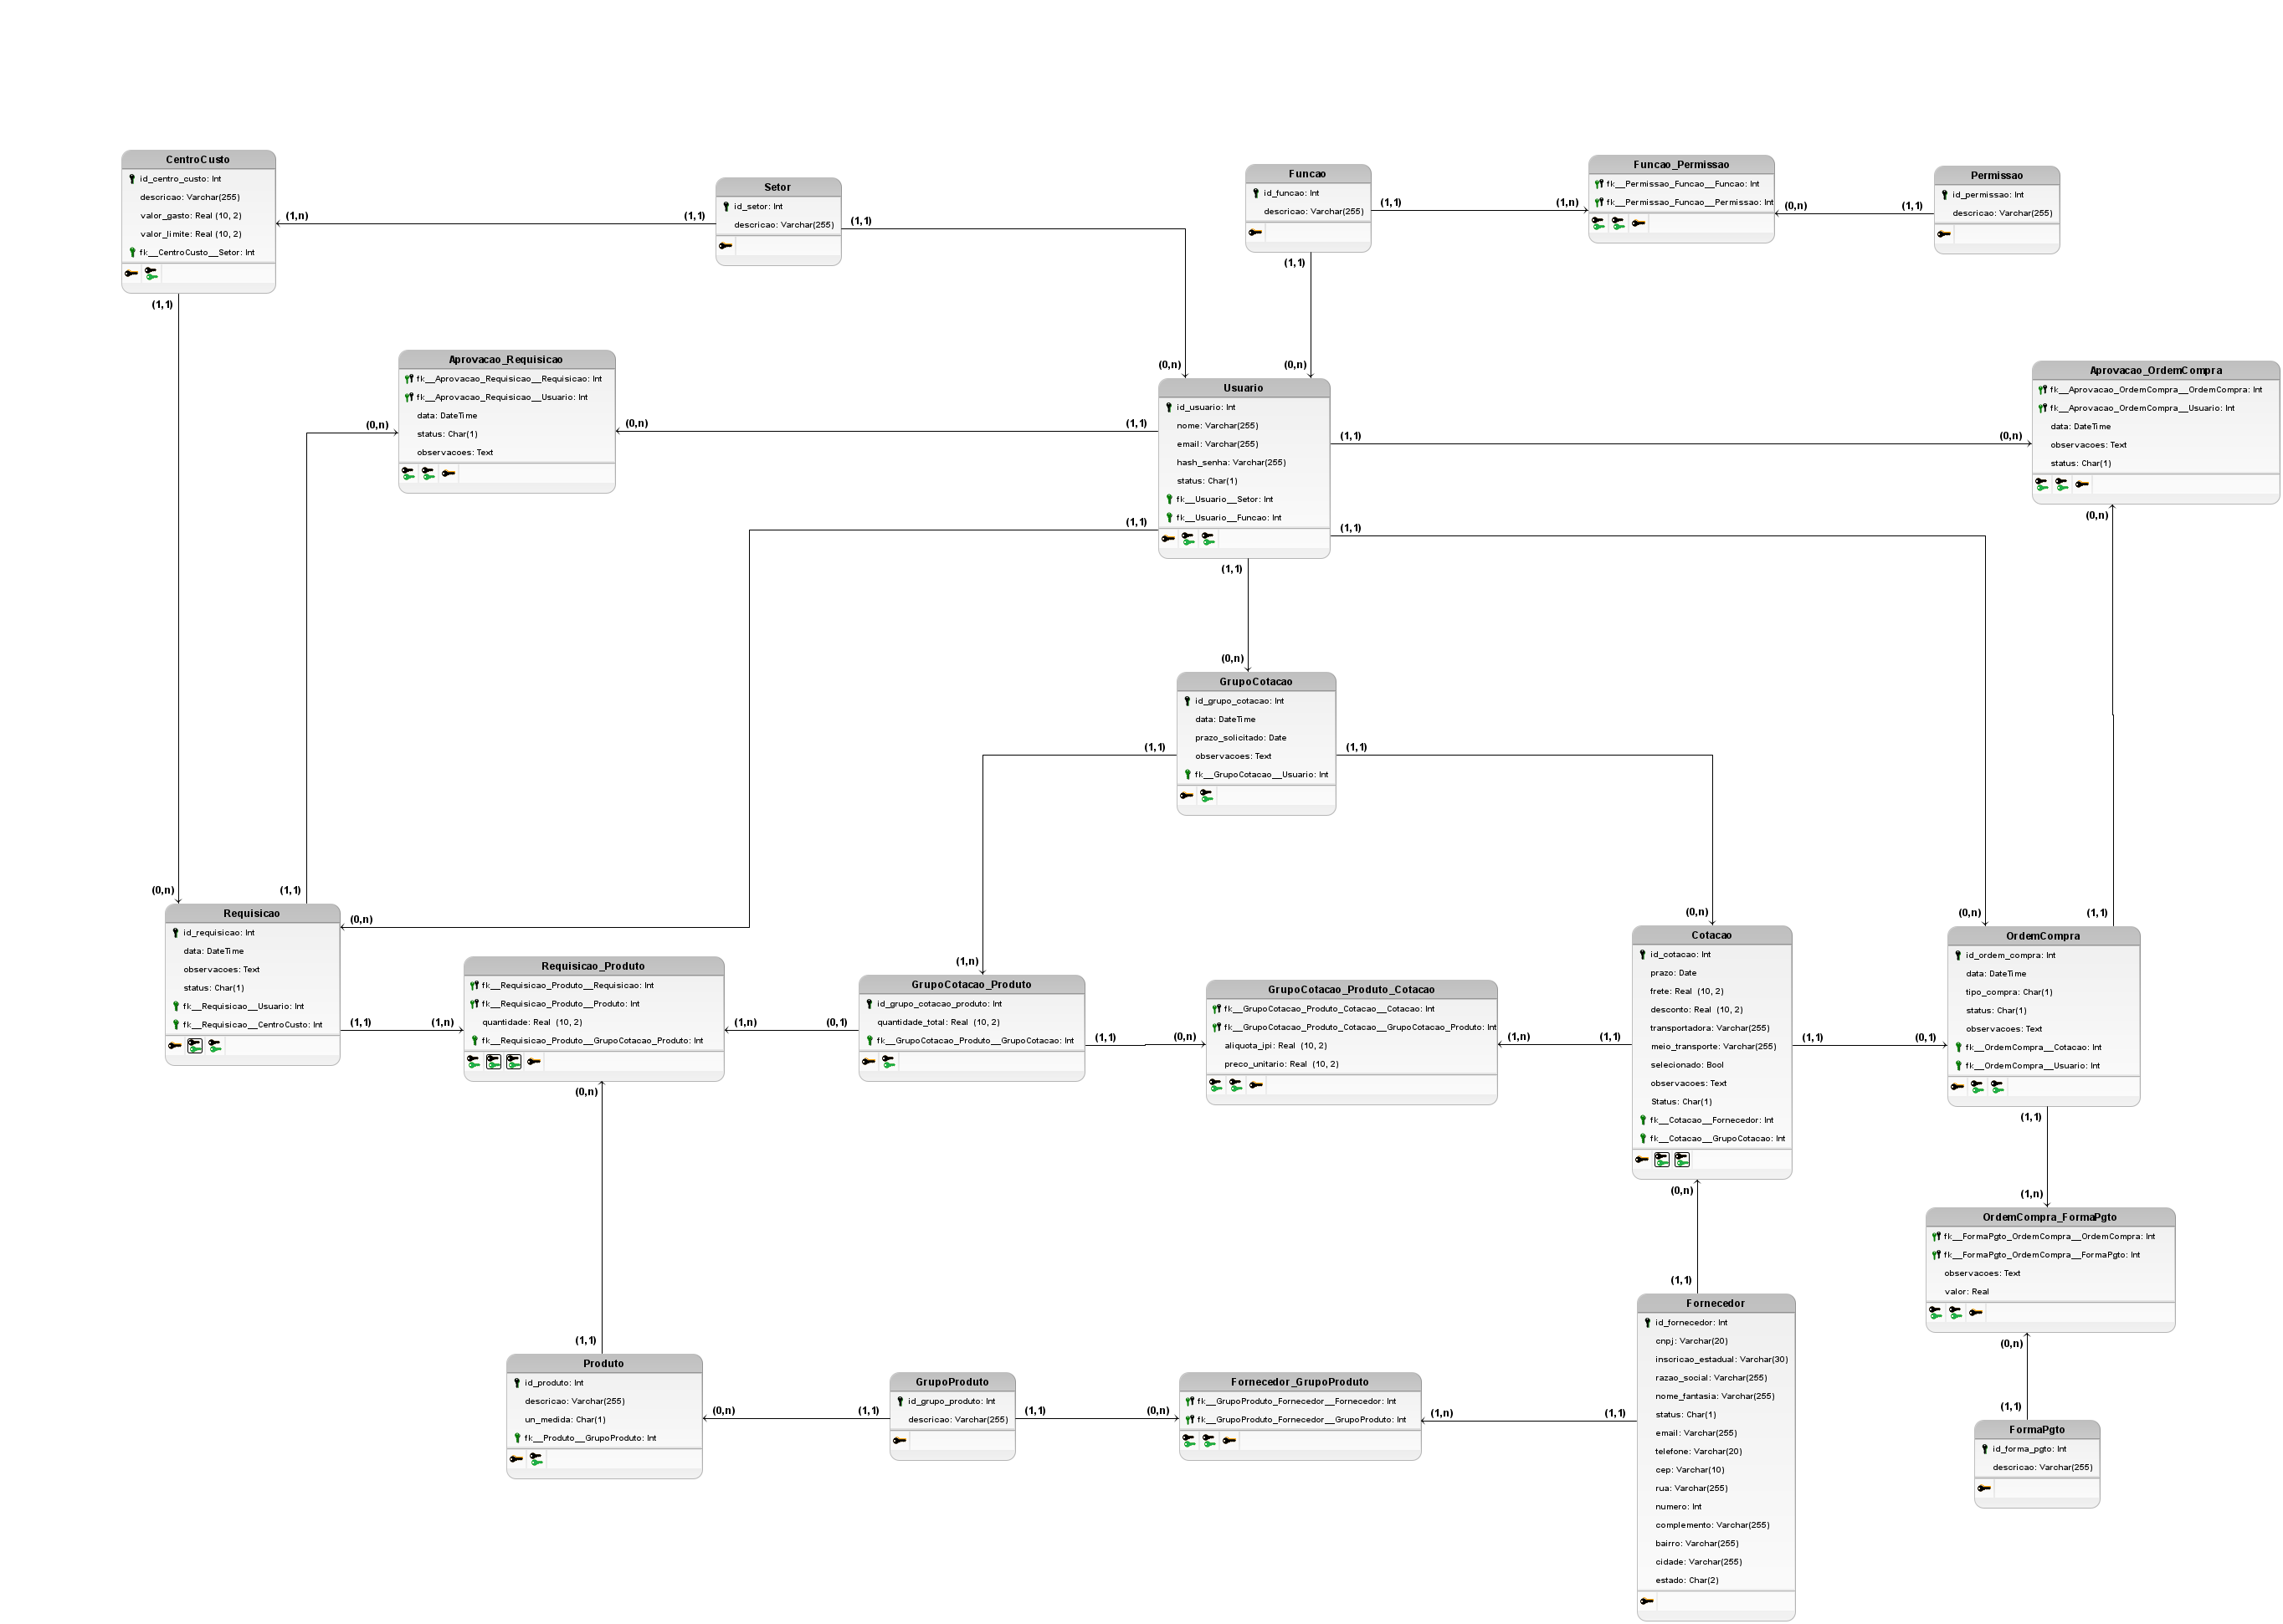 CentroCusto
id_centro_custo: Int
descricao: Varchar(255)
valor_gasto: Real (10, 2)
valor_limite: Real (10, 2)
fk__CentroCusto__Setor: Int
(1,n)
(1,1)
Setor
id_setor: Int
descricao: Varchar(255)
(1,1)
Funcao
id_funcao: Int
descricao: Varchar(255)
(1,1)
(1,n)
Funcao_Permissao
fk__Permissao_Funcao__Funcao: Int
fk__Permissao_Funcao__Permissao: Int
(0,n)
(1,1)
Permissao
id_permissao: Int
descricao: Varchar(255)
(1,1)
(1,1)
(0,n)
(0,n)
Aprovacao_Requisicao
fk__Aprovacao_Requisicao__Requisicao: Int
fk__Aprovacao_Requisicao__Usuario: Int
data: DateTime
status: Char(1)
observacoes: Text
(0,n)
(0,n)
(1,1)
Usuario
id_usuario: Int
nome: Varchar(255)
email: Varchar(255)
hash_senha: Varchar(255)
status: Char(1)
fk__Usuario__Setor: Int
fk__Usuario__Funcao: Int
(1,1)
(0,n)
(1,1)
(1,1)
(1,1)
Aprovacao_OrdemCompra
fk__Aprovacao_OrdemCompra__OrdemCompra: Int
fk__Aprovacao_OrdemCompra__Usuario: Int
data: DateTime
observacoes: Text
status: Char(1)
(0,n)
(0,n)
GrupoCotacao
id_grupo_cotacao: Int
data: DateTime
prazo_solicitado: Date
observacoes: Text
fk__GrupoCotacao__Usuario: Int
(1,1)
(1,1)
(0,n)
(1,1)
Requisicao
id_requisicao: Int
data: DateTime
observacoes: Text
status: Char(1)
fk__Requisicao__Usuario: Int
fk__Requisicao__CentroCusto: Int
(0,n)
(1,1)
(1,n)
Requisicao_Produto
fk__Requisicao_Produto__Requisicao: Int
fk__Requisicao_Produto__Produto: Int
quantidade: Real (10, 2)
fk__Requisicao_Produto__GrupoCotacao_Produto: Int
(1,n)
(0,1)
(1,n)
GrupoCotacao_Produto
id_grupo_cotacao_produto: Int
quantidade_total: Real (10, 2)
fk__GrupoCotacao_Produto__GrupoCotacao: Int
(1,1)
(0,n)
GrupoCotacao_Produto_Cotacao
fk__GrupoCotacao_Produto_Cotacao__Cotacao: Int
fk__GrupoCotacao_Produto_Cotacao__GrupoCotacao_Produto: Int
aliquota_ipi: Real (10, 2)
preco_unitario: Real (10, 2)
(1,n)
(1,1)
(0,n)
Cotacao
id_cotacao: Int
prazo: Date
frete: Real (10, 2)
desconto: Real (10, 2)
transportadora: Varchar(255)
meio_transporte: Varchar(255)
selecionado: Bool
observacoes: Text
Status: Char(1)
fk__Cotacao__Fornecedor: Int
fk__Cotacao__GrupoCotacao: Int
(1,1)
(0,1)
(0,n)
(1,1)
OrdemCompra
id_ordem_compra: Int
data: DateTime
tipo_compra: Char(1)
status: Char(1)
observacoes: Text
fk__OrdemCompra__Cotacao: Int
fk__OrdemCompra__Usuario: Int
(1,1)
(1,n)
OrdemCompra_FormaPgto
fk__FormaPgto_OrdemCompra__OrdemCompra: Int
fk__FormaPgto_OrdemCompra__FormaPgto: Int
observacoes: Text
valor: Real
(0,n)
(1,1)
FormaPgto
id_forma_pgto: Int
descricao: Varchar(255)
(0,n)
(1,1)
Produto
id_produto: Int
descricao: Varchar(255)
un_medida: Char(1)
fk__Produto__GrupoProduto: Int
(0,n)
(1,1)
GrupoProduto
id_grupo_produto: Int
descricao: Varchar(255)
(1,1)
(0,n)
Fornecedor_GrupoProduto
fk__GrupoProduto_Fornecedor__Fornecedor: Int
fk__GrupoProduto_Fornecedor__GrupoProduto: Int
(1,n)
(1,1)
(0,n)
(1,1)
Fornecedor
id_fornecedor: Int
cnpj: Varchar(20)
inscricao_estadual: Varchar(30)
razao_social: Varchar(255)
nome_fantasia: Varchar(255)
status: Char(1)
email: Varchar(255)
telefone: Varchar(20)
cep: Varchar(10)
rua: Varchar(255)
numero: Int
complemento: Varchar(255)
bairro: Varchar(255)
cidade: Varchar(255)
estado: Char(2)